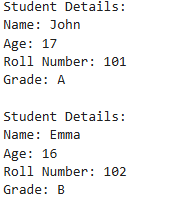 Student Details:
Name: John
Age: 17
Roll Number: 101
Grade: A

Student Details:
Name: Emma
Age: 16
Roll Number: 102
Grade: B